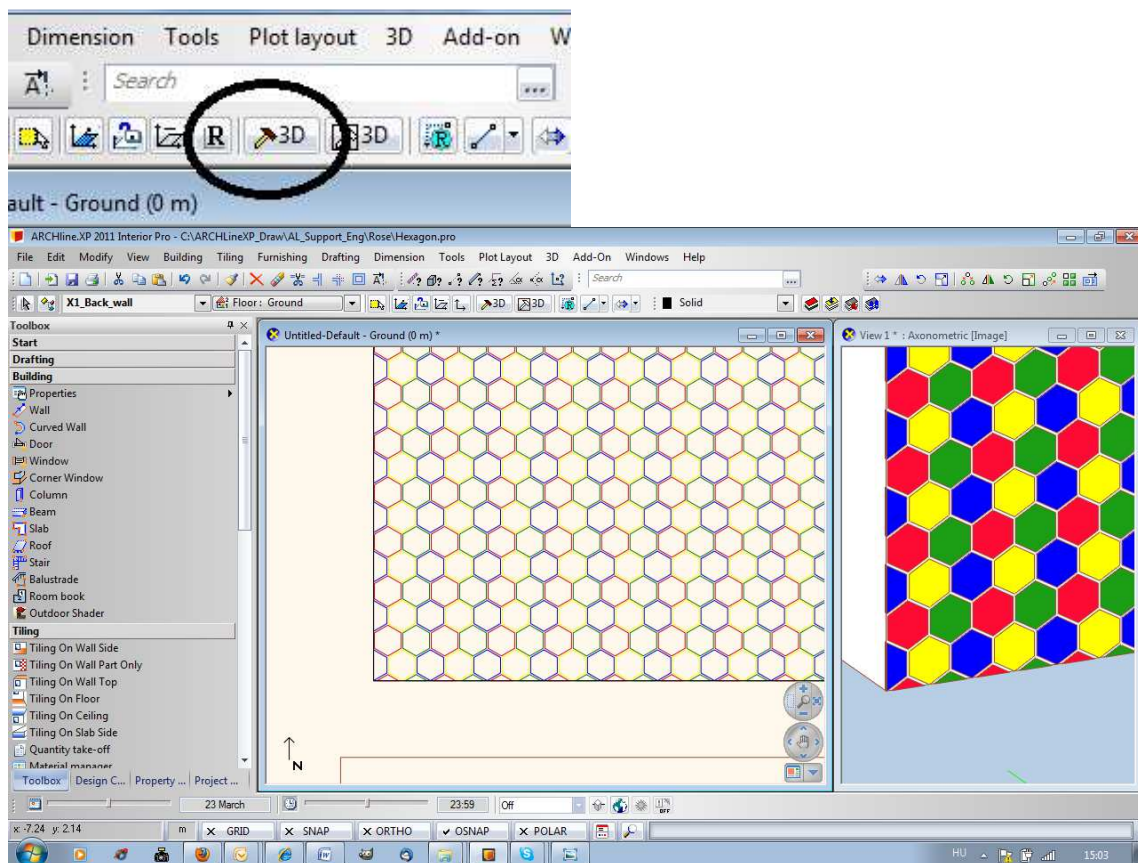 Dimension Tools Plot layout 3D Add-on W
A Search ...
R 3D 3D R
ault - Ground (0 m)
ARCHline.XP 2011 Interior Pro - C:\ARCHLineXP_Draw\AL_Support_Eng\Rose\Hexagon.pro
File Edit Modify View Building Tiling Furnishing Drafting Dimension Tools Plot Layout 3D Add-On Windows Help
Search ...
X1_Back_wall Floor: Ground 3D 3D Solid
Toolbox
Start
Drafting
Building
Properties
Wall
Curved Wall
Door
Window
Corner Window
Column
Beam
Slab
Roof
Stair
Balustrade
Room book
Outdoor Shader
Tiling
Tiling On Wall Side
Tiling On Wall Part Only
Tiling On Wall Top
Tiling On Floor
Tiling On Ceiling
Tiling On Slab Side
Quantity take-off
Material manager
Toolbox Design C... Property ... Project ...
Untitled-Default - Ground (0 m) *
N
View 1 * : Axonometric [Image]
23 March 23:59 Off OFF
x: -7.24 y: 2.14 m GRID SNAP ORTHO OSNAP POLAR
HU 15:03